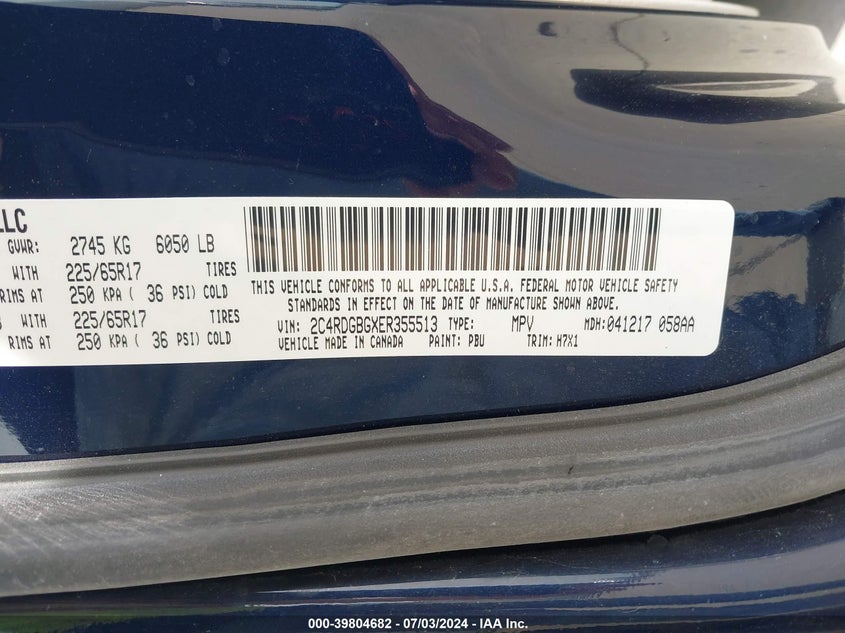 LLC
GVWR: 2745 KG 6050 LB
WITH 225/65R17 TIRES
RIMS AT 250 KPA ( 36 PSI) COLD
WITH 225/65R17 TIRES
RIMS AT 250 KPA ( 36 PSI) COLD
THIS VEHICLE CONFORMS TO ALL APPLICABLE U.S.A. FEDERAL MOTOR VEHICLE SAFETY
STANDARDS IN EFFECT ON THE DATE OF MANUFACTURE SHOWN ABOVE.
VIN: 2C4RDGBGXER355513 TYPE: MPV MDH:041217 058AA
VEHICLE MADE IN CANADA PAINT: PBU TRIM: H7X1
000-39804682 - 07/03/2024 - IAA Inc.